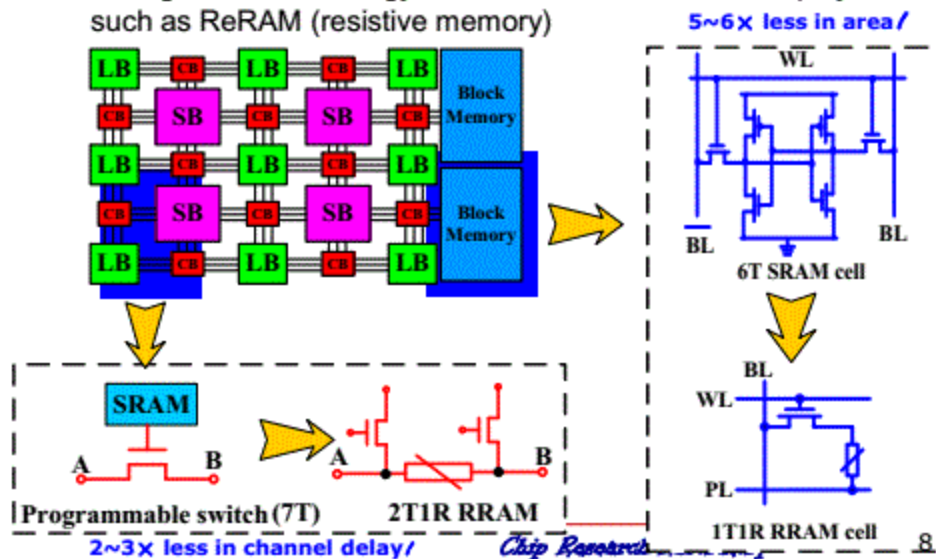 such as ReRAM (resistive memory)
5~6x less in area/
LB CB LB CB LB
Block
Memory
CB SB CB SB CB
LB CB LB CB LB
CB SB CB SB CB
Block
Memory
LB CB LB CB LB
WL
BL
BL
6T SRAM cell
BL
WL
PL
1T1R RRAM cell
SRAM
A
B
Programmable switch (7T)
A
B
2T1R RRAM
2~3x less in channel delay/
Chip Research
8